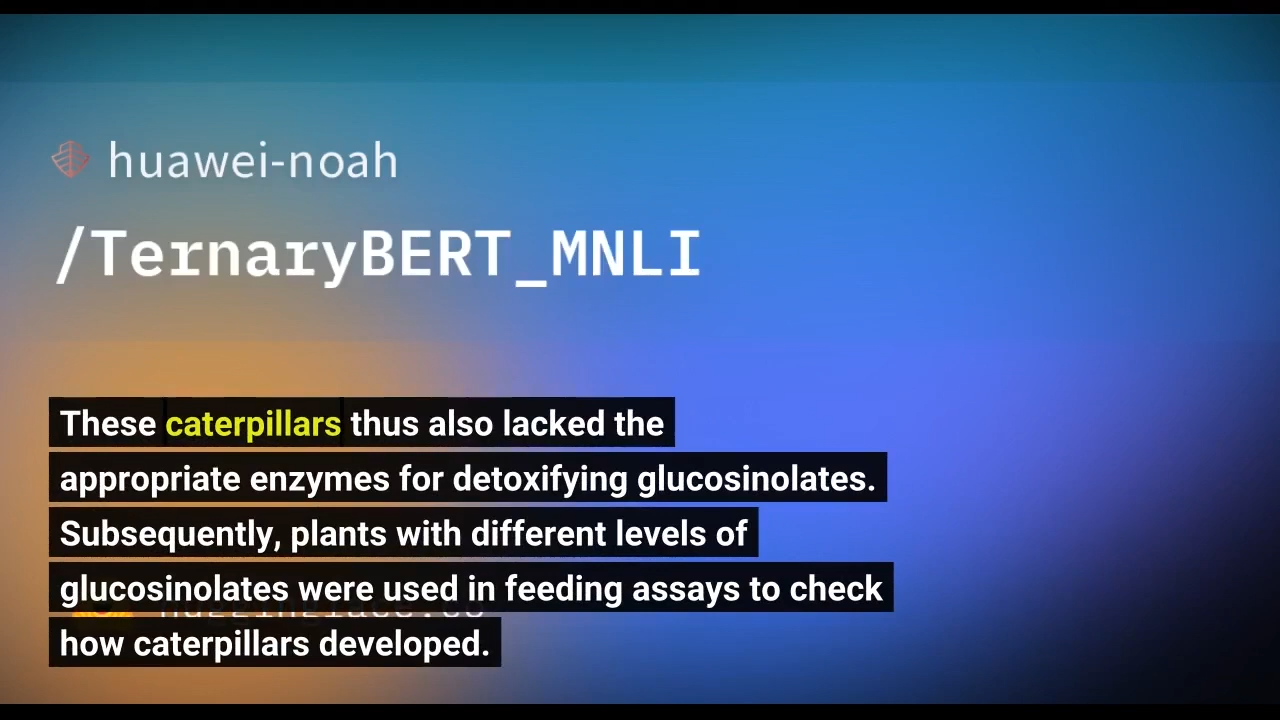 huawei-noah
/TernaryBERT_MNLI
These caterpillars thus also lacked the
appropriate enzymes for detoxifying glucosinolates.
Subsequently, plants with different levels of
glucosinolates were used in feeding assays to check
how caterpillars developed.